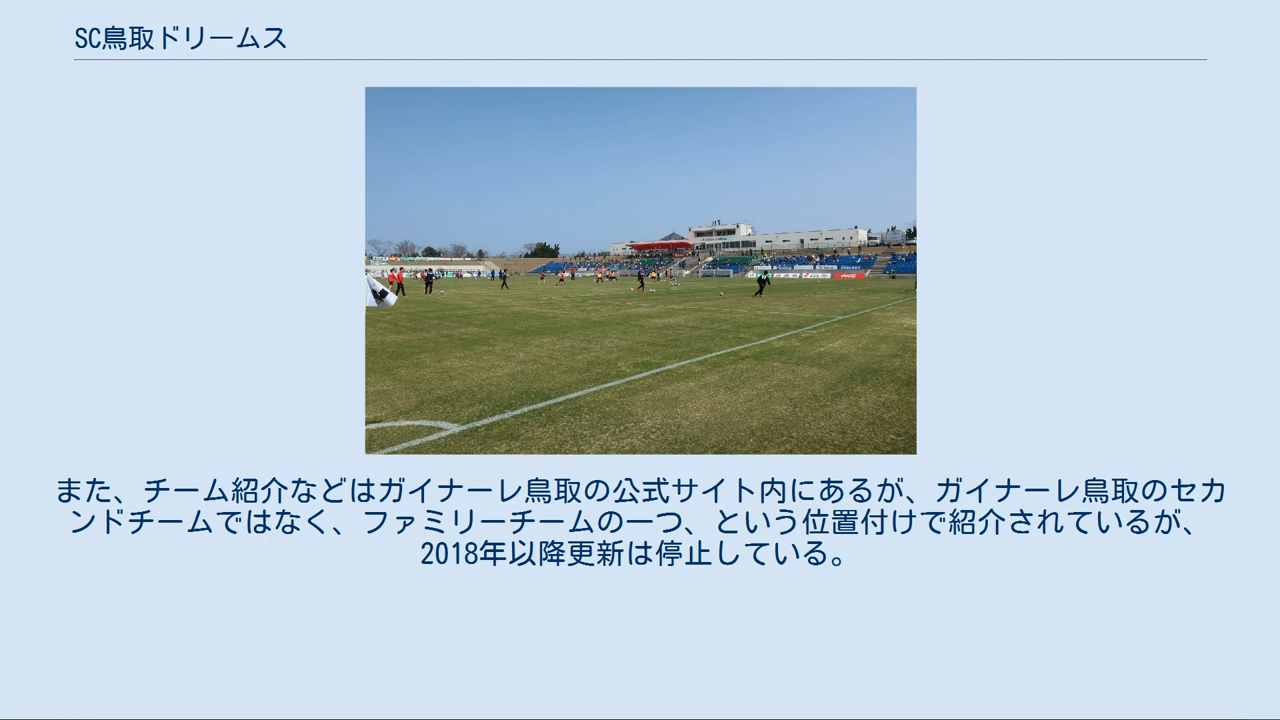 SC鳥取ドリームス
また、チーム紹介などはガイナーレ鳥取の公式サイト内にあるが、ガイナーレ鳥取のセカ
ンドチームではなく、ファミリーチームの一つ、という位置付けで紹介されているが、
2018年以降更新は停止している。